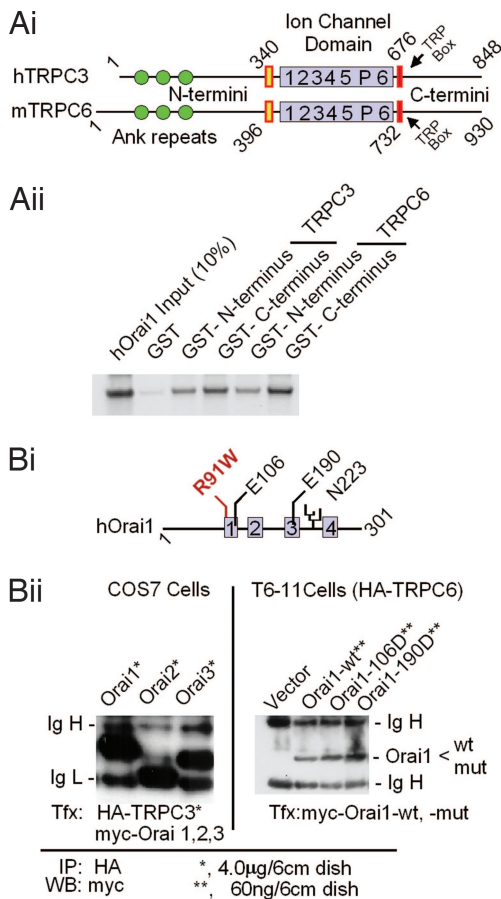 Ai
Ion Channel
Domain
1
340
676
TRP
Box
848
hTRPC3
1 2 3 4 5 P 6
N-termini
C-termini
mTRPC6
1 2 3 4 5 P 6
1
Ank repeats
396
732
TRP
Box
930
Aii
TRPC3
TRPC6
hOrai1 Input (10%)
GST
GST- N-terminus
GST- C-terminus
GST- N-terminus
GST- C-terminus
Bi
R91W
E106
E190
N223
hOrai1
1
1
2
3
4
301
Bii
COS7 Cells
T6-11Cells (HA-TRPC6)
Orai1*
Orai2*
Orai3*
Vector
Orai1-wt**
Orai1-106D**
Orai1-190D**
Ig H -
- Ig H
- Orai1 < wt
mut
Ig L -
- Ig H
Tfx: HA-TRPC3*
myc-Orai 1,2,3
Tfx:myc-Orai1-wt, -mut
IP: HA *, 4.0µg/6cm dish
WB: myc **, 60ng/6cm dish